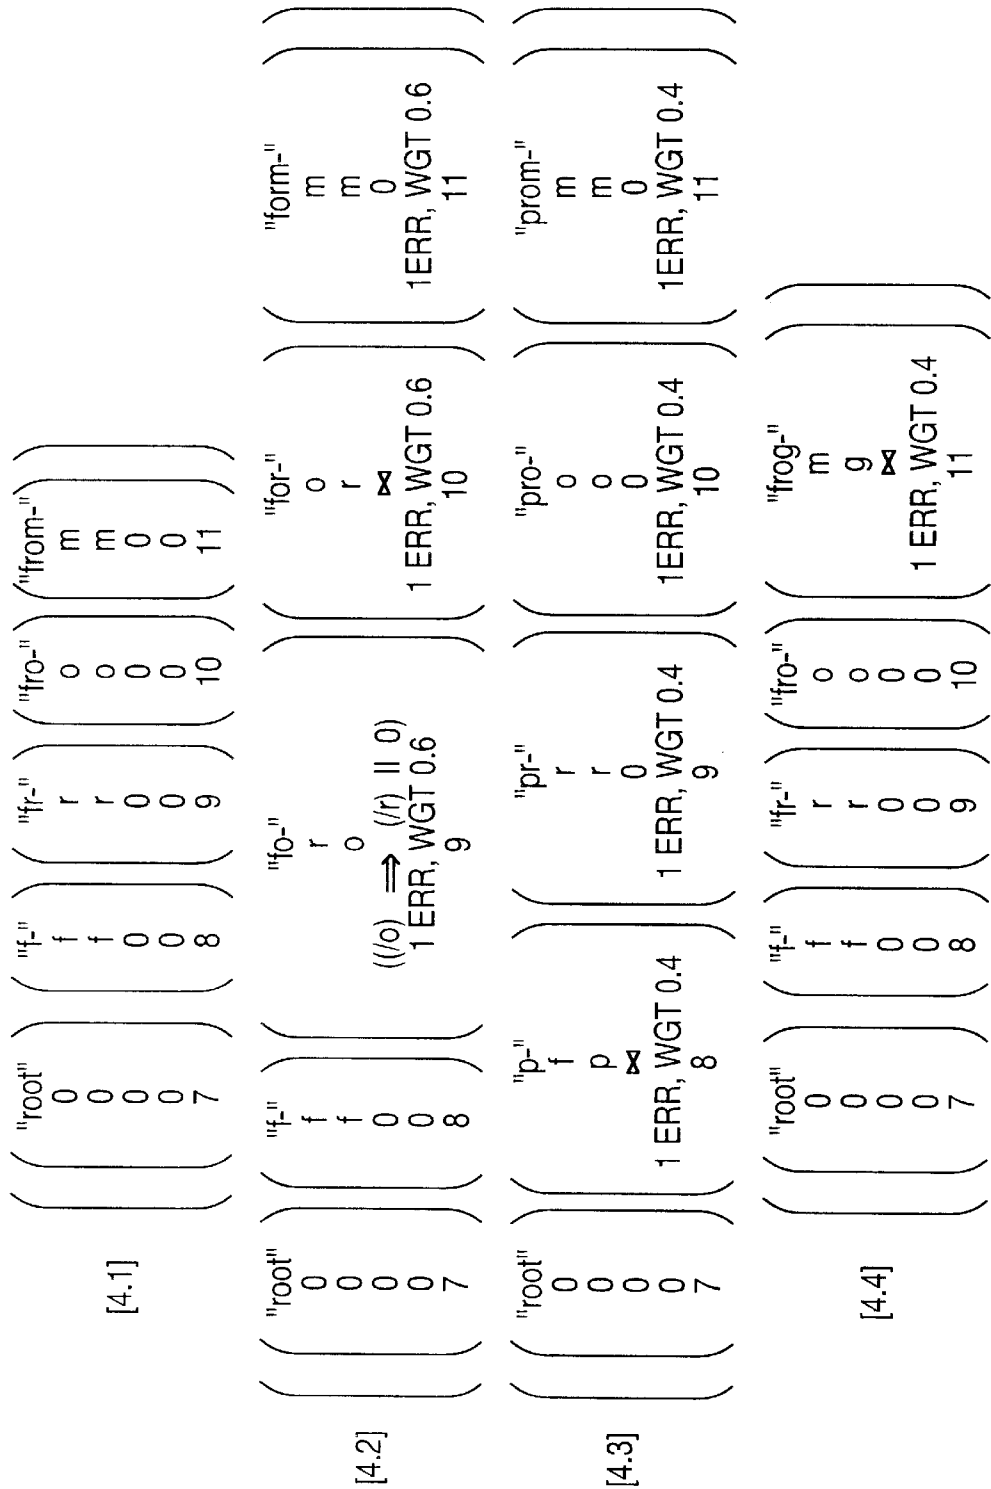 [4.1]
"root"
0
0
0
0
7
"f-"
f
f
0
0
8
"fr-"
r
r
0
0
9
"fro-"
o
o
0
0
10
"from-"
m
m
0
0
11
[4.2]
"root"
0
0
0
0
7
"f-"
f
f
0
0
8
"fo-"
r
o
((/o) ⇒ (/r) || 0)
1 ERR, WGT 0.6
9
"for-"
o
r
⋈
1 ERR, WGT 0.6
10
"form-"
m
m
0
1ERR, WGT 0.6
11
[4.3]
"root"
0
0
0
0
7
"p-"
f
p
⋈
1 ERR, WGT 0.4
8
"pr-"
r
r
0
1 ERR, WGT 0.4
9
"pro-"
o
o
0
1ERR, WGT 0.4
10
"prom-"
m
m
0
1ERR, WGT 0.4
11
[4.4]
"root"
0
0
0
0
7
"f-"
f
f
0
0
8
"fr-"
r
r
0
0
9
"fro-"
o
o
0
0
10
"frog-"
m
g
⋈
1 ERR, WGT 0.4
11